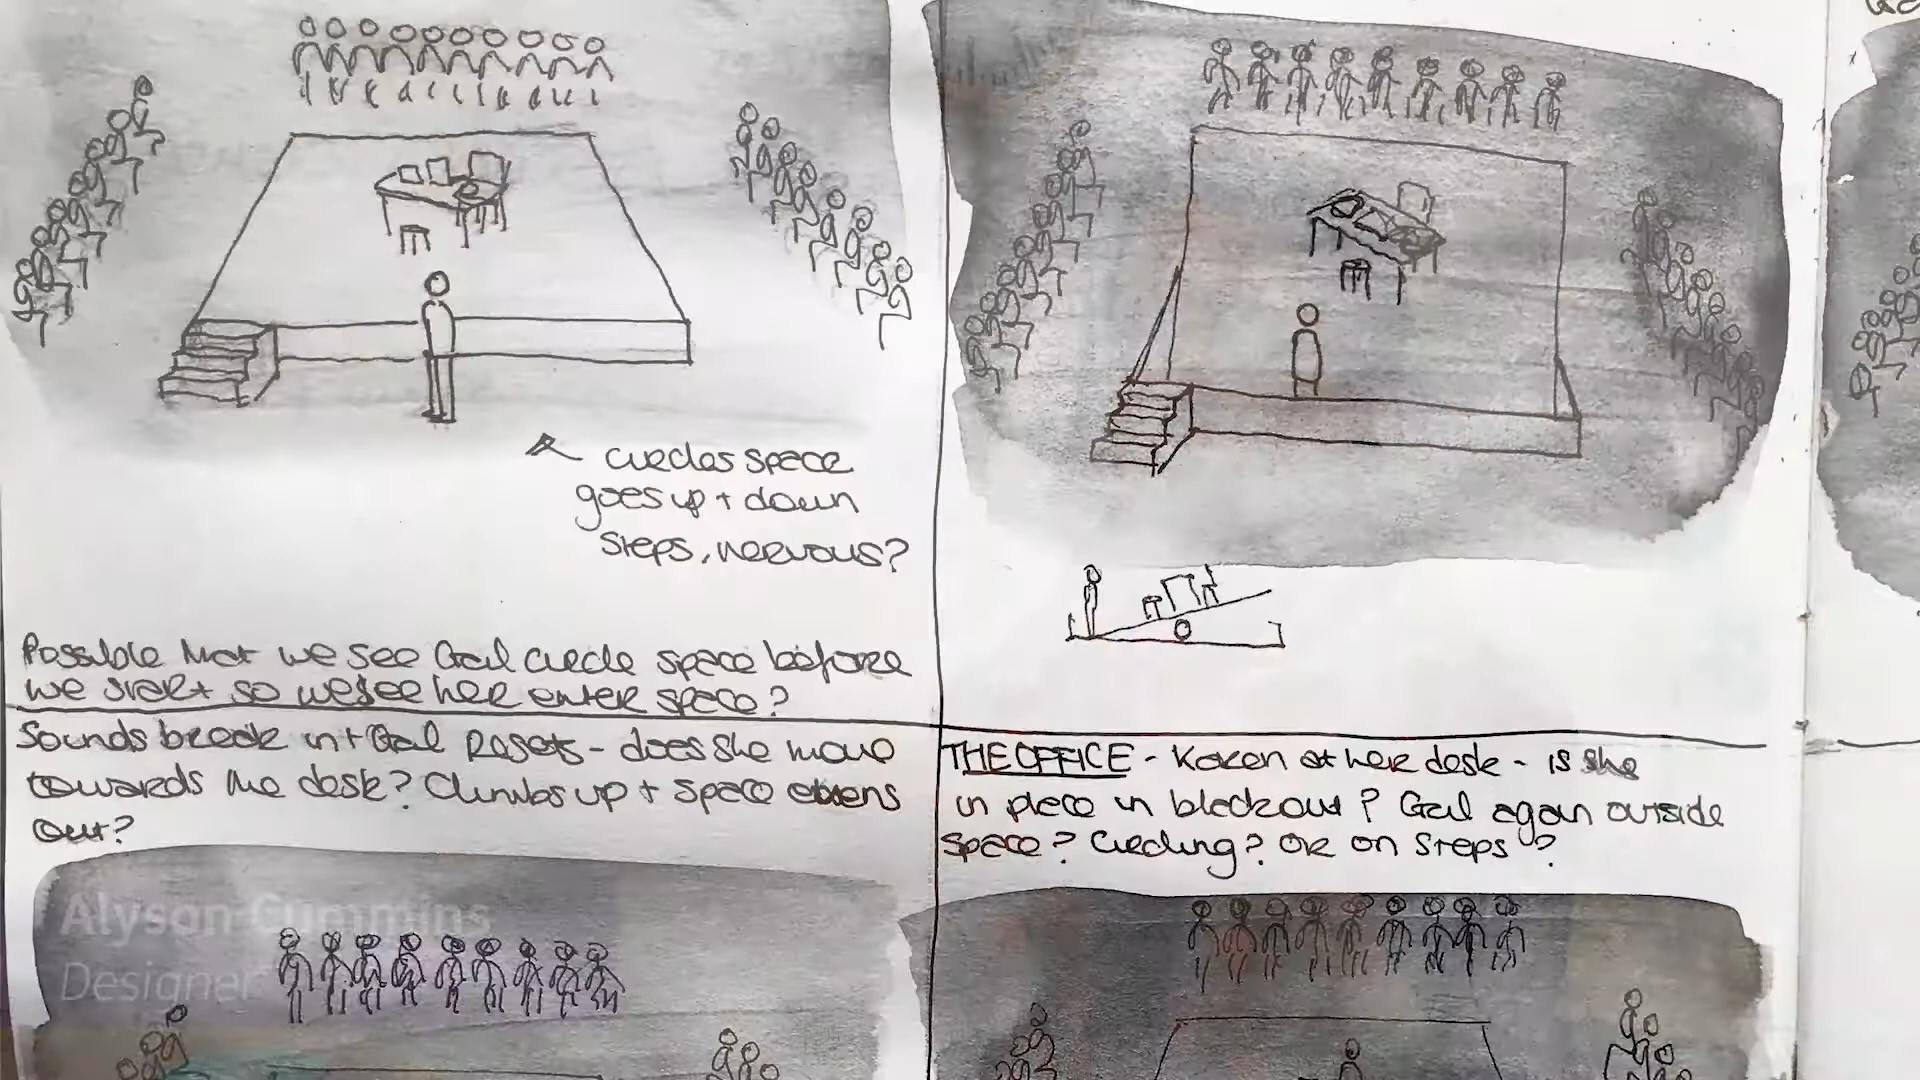 circles space
goes up + down
steps, nervous?
Possible that we see Gail circle space before
we start so we see her enter space?
Sounds break in + Gail Resets - does she move
towards the desk? Climbs up + space opens
out?
THE OFFICE - Karen at her desk - is she
in place in blackout? Gail again outside
space? Circling? Or on steps?
Alyson Cummins
Designer